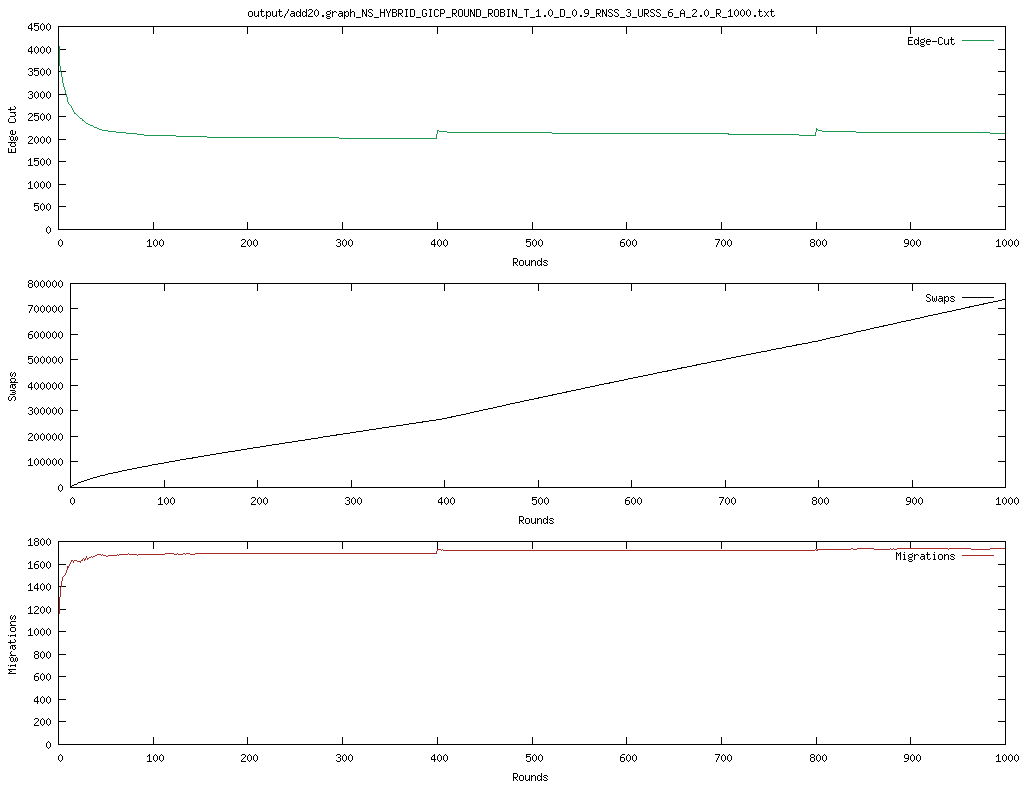 output/add20.graph_NS_HYBRID_GICP_ROUND_ROBIN_T_1.0_D_0.9_RNSS_3_URSS_6_A_2.0_R_1000.txt
4500
4000
3500
3000
2500
2000
1500
1000
500
0
Edge Cut
Edge-Cut
0 100 200 300 400 500 600 700 800 900 1000
Rounds
800000
700000
600000
500000
400000
300000
200000
100000
0
Swaps
Swaps
0 100 200 300 400 500 600 700 800 900 1000
Rounds
1800
1600
1400
1200
1000
800
600
400
200
0
Migrations
Migrations
0 100 200 300 400 500 600 700 800 900 1000
Rounds